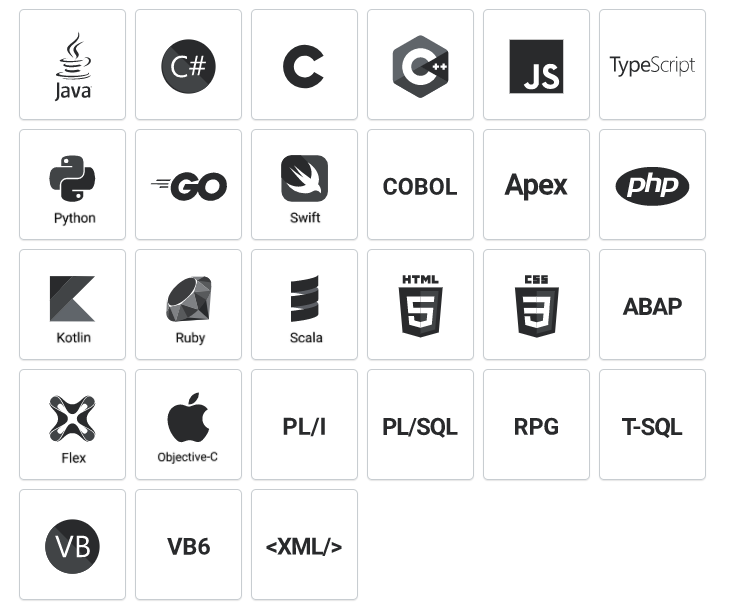 Java
C#
C
C++
JS
TypeScript
Python
GO
Swift
COBOL
Apex
php
Kotlin
Ruby
Scala
HTML
5
CSS
3
ABAP
Flex
Objective-C
PL/I
PL/SQL
RPG
T-SQL
VB
VB6
<XML/>